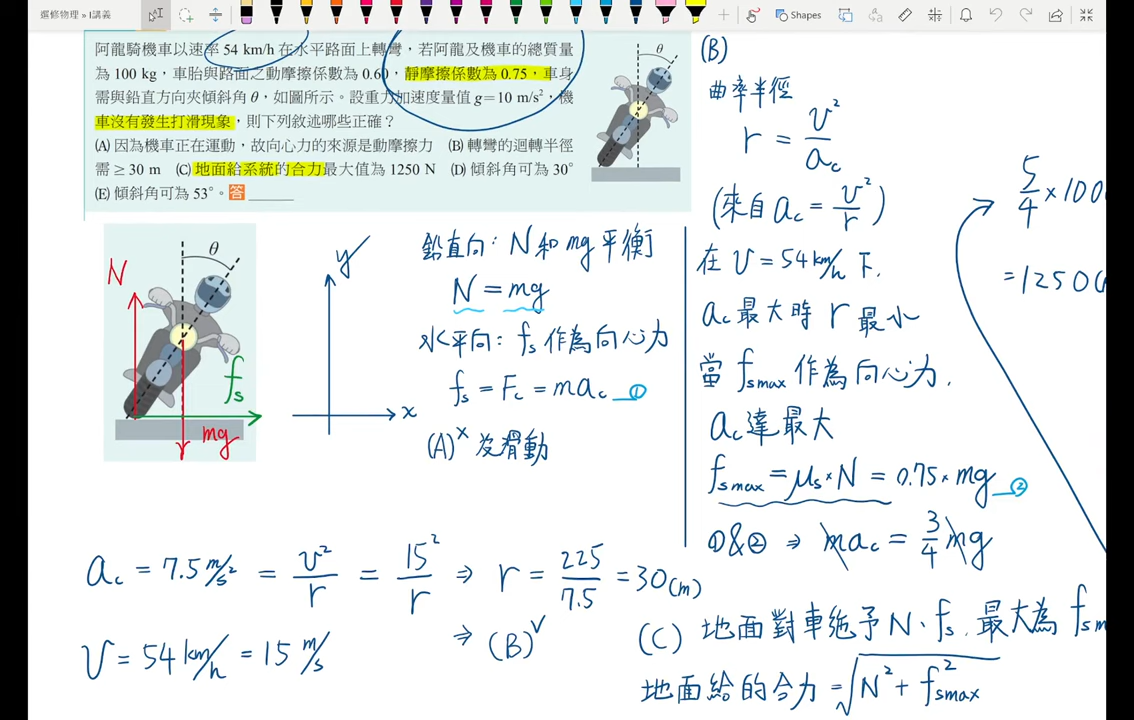 選修物理 » I講義
Shapes
阿龍騎機車以速率 54 km/h 在水平路面上轉彎，若阿龍及機車的總質量
為 100 kg，車胎與路面之動摩擦係數為 0.60，靜摩擦係數為 0.75，車身
需與鉛直方向夾傾斜角 θ，如圖所示。設重力加速度量值 g＝10 m/s²，機
車沒有發生打滑現象，則下列敘述哪些正確？
(A) 因為機車正在運動，故向心力的來源是動摩擦力 (B) 轉彎的迴轉半徑
需 ≥ 30 m (C) 地面給系統的合力最大值為 1250 N (D) 傾斜角可為 30°
(E) 傾斜角可為 53°。答
θ
θ
N
fs
mg
y
x
鉛直向: N 和 mg 平衡
N = mg
水平向: fs 作為向心力
fs = Fc = mac ①
(A)× 沒滑動
(B)
曲率半徑
r = v²/ac
(來自 ac = v²/r)
在 v = 54 km/h 下.
ac 最大時 r 最小
當 fsmax 作為向心力.
ac 達最大
fsmax = μs × N = 0.75 × mg ②
①&② ⇒ mac = 3/4 mg
ac = 7.5 m/s² = v²/r = 15²/r ⇒ r = 225/7.5 = 30 (m)
v = 54 km/h = 15 m/s
⇒ (B)✓
(C) 地面對車施予 N、fs. 最大為 fsm
地面給的合力 = √(N² + fsmax²)
5/4 × 100
= 1250